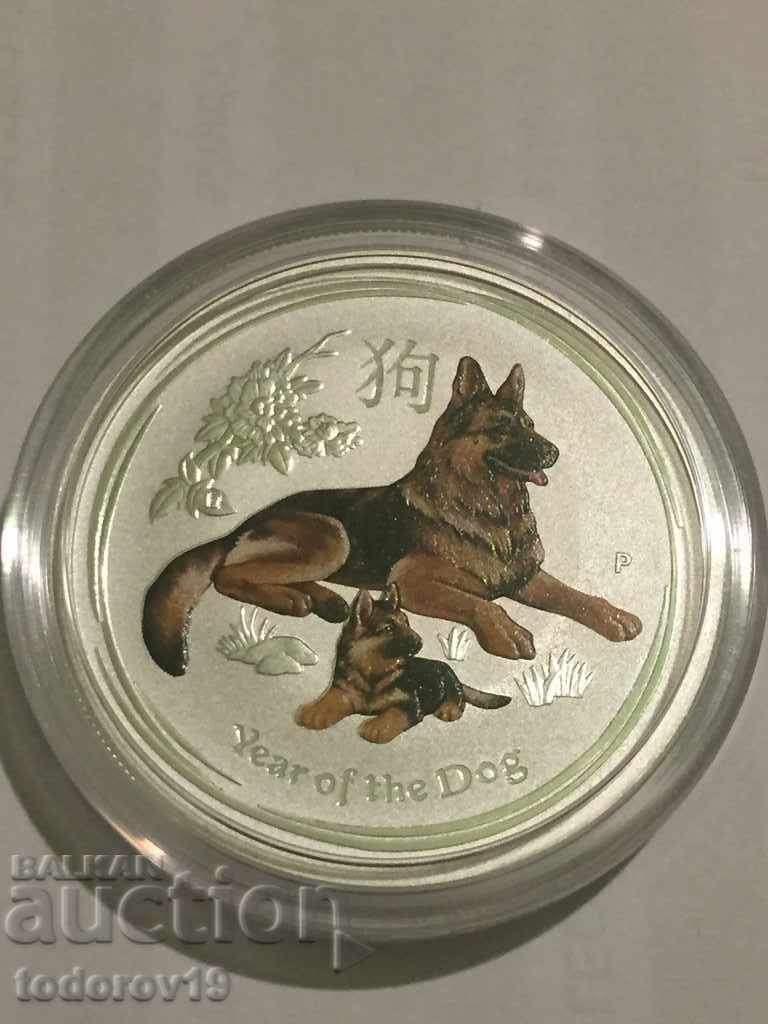 狗
P
Year of the Dog
BALKAN
auction
todorov19